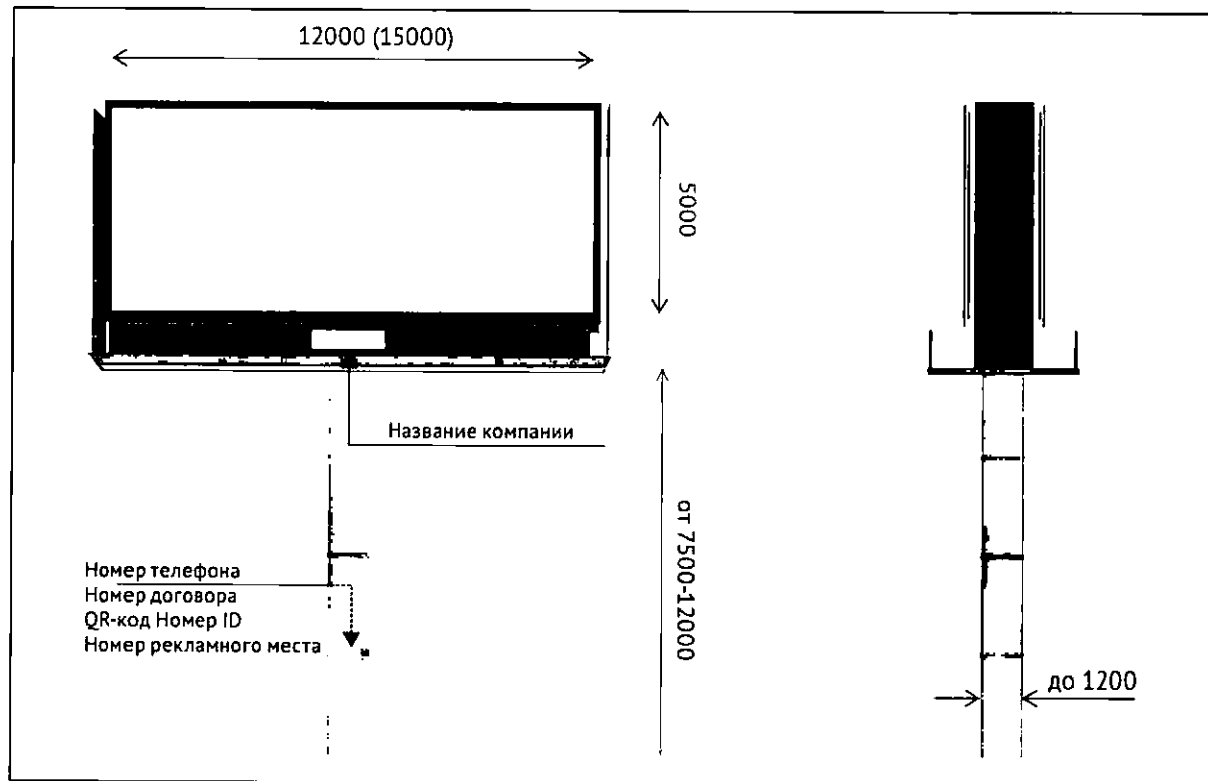 12000 (15000)
5000
Название компании
от 7500-12000
Номер телефона
Номер договора
QR-код Номер ID
Номер рекламного места
до 1200